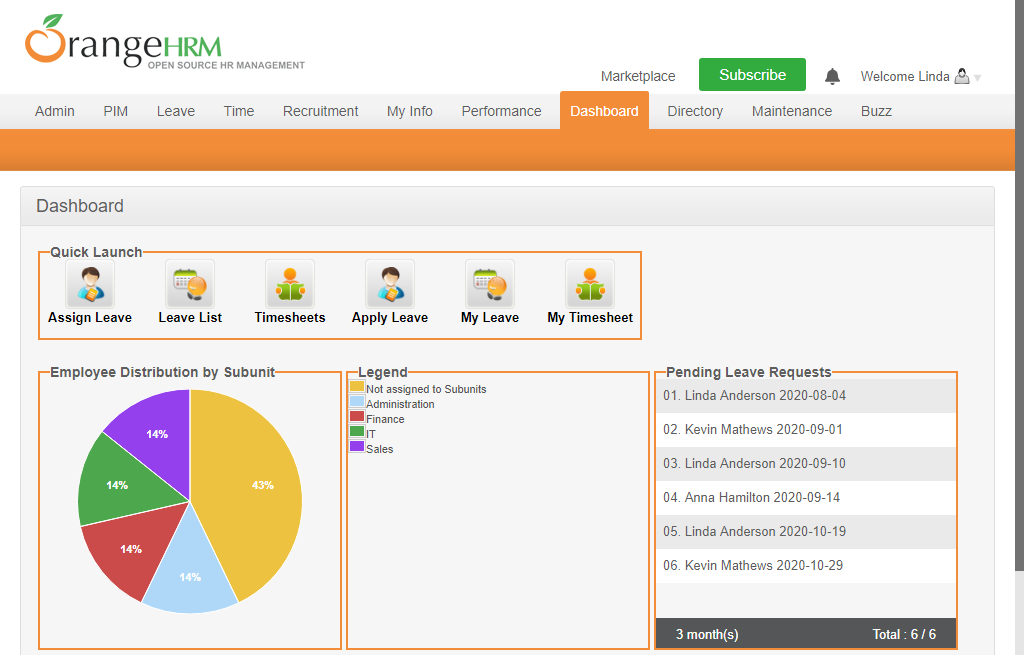 OrangeHRM
OPEN SOURCE HR MANAGEMENT
Marketplace Subscribe Welcome Linda
Admin PIM Leave Time Recruitment My Info Performance Dashboard Directory Maintenance Buzz
Dashboard
Quick Launch
Assign Leave Leave List Timesheets Apply Leave My Leave My Timesheet
Employee Distribution by Subunit
43%
14%
14%
14%
14%
Legend
Not assigned to Subunits
Administration
Finance
IT
Sales
Pending Leave Requests
01. Linda Anderson 2020-08-04
02. Kevin Mathews 2020-09-01
03. Linda Anderson 2020-09-10
04. Anna Hamilton 2020-09-14
05. Linda Anderson 2020-10-19
06. Kevin Mathews 2020-10-29
3 month(s) Total : 6 / 6